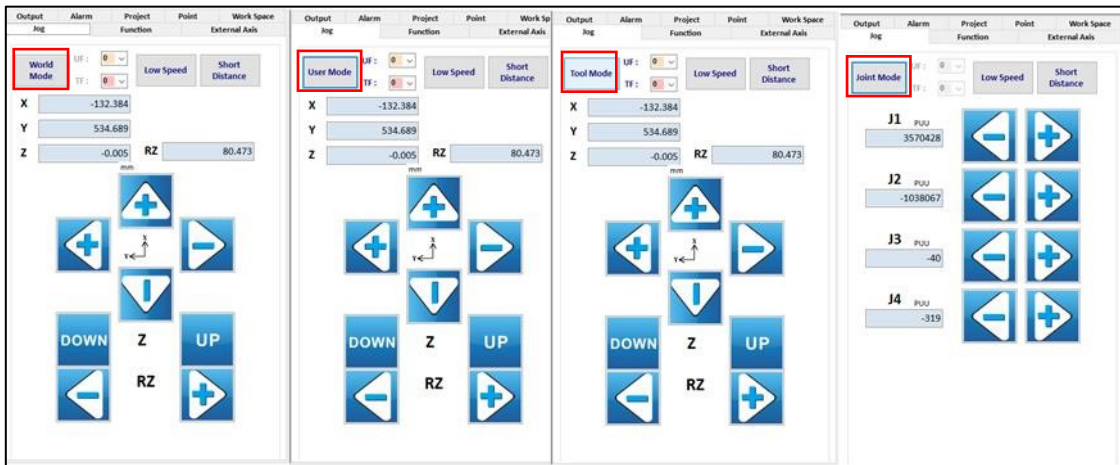 Output Alarm Project Point Work Space
Jog Function External Axis
World Mode UF : 0 TF : 0 Low Speed Short Distance
X -132.384
Y 534.689
Z -0.005 RZ 80.473
mm
X
Y
DOWN Z UP
RZ
Output Alarm Project Point Work Sp
Jog Function External Axis
User Mode UF : 0 TF : 0 Low Speed Short Distance
X -132.384
Y 534.689
Z -0.005 RZ 80.473
mm
X
Y
DOWN Z UP
RZ
Output Alarm Project Point Work Space
Jog Function External Axis
Tool Mode UF : 0 TF : 0 Low Speed Short Distance
X -132.384
Y 534.689
Z -0.005 RZ 80.473
mm
X
Y
DOWN Z UP
RZ
Output Alarm Project Point Work Space
Jog Function External Axis
Joint Mode UF : 0 TF : 0 Low Speed Short Distance
J1 PUU
3570428
J2 PUU
-1038067
J3 PUU
-40
J4 PUU
-319